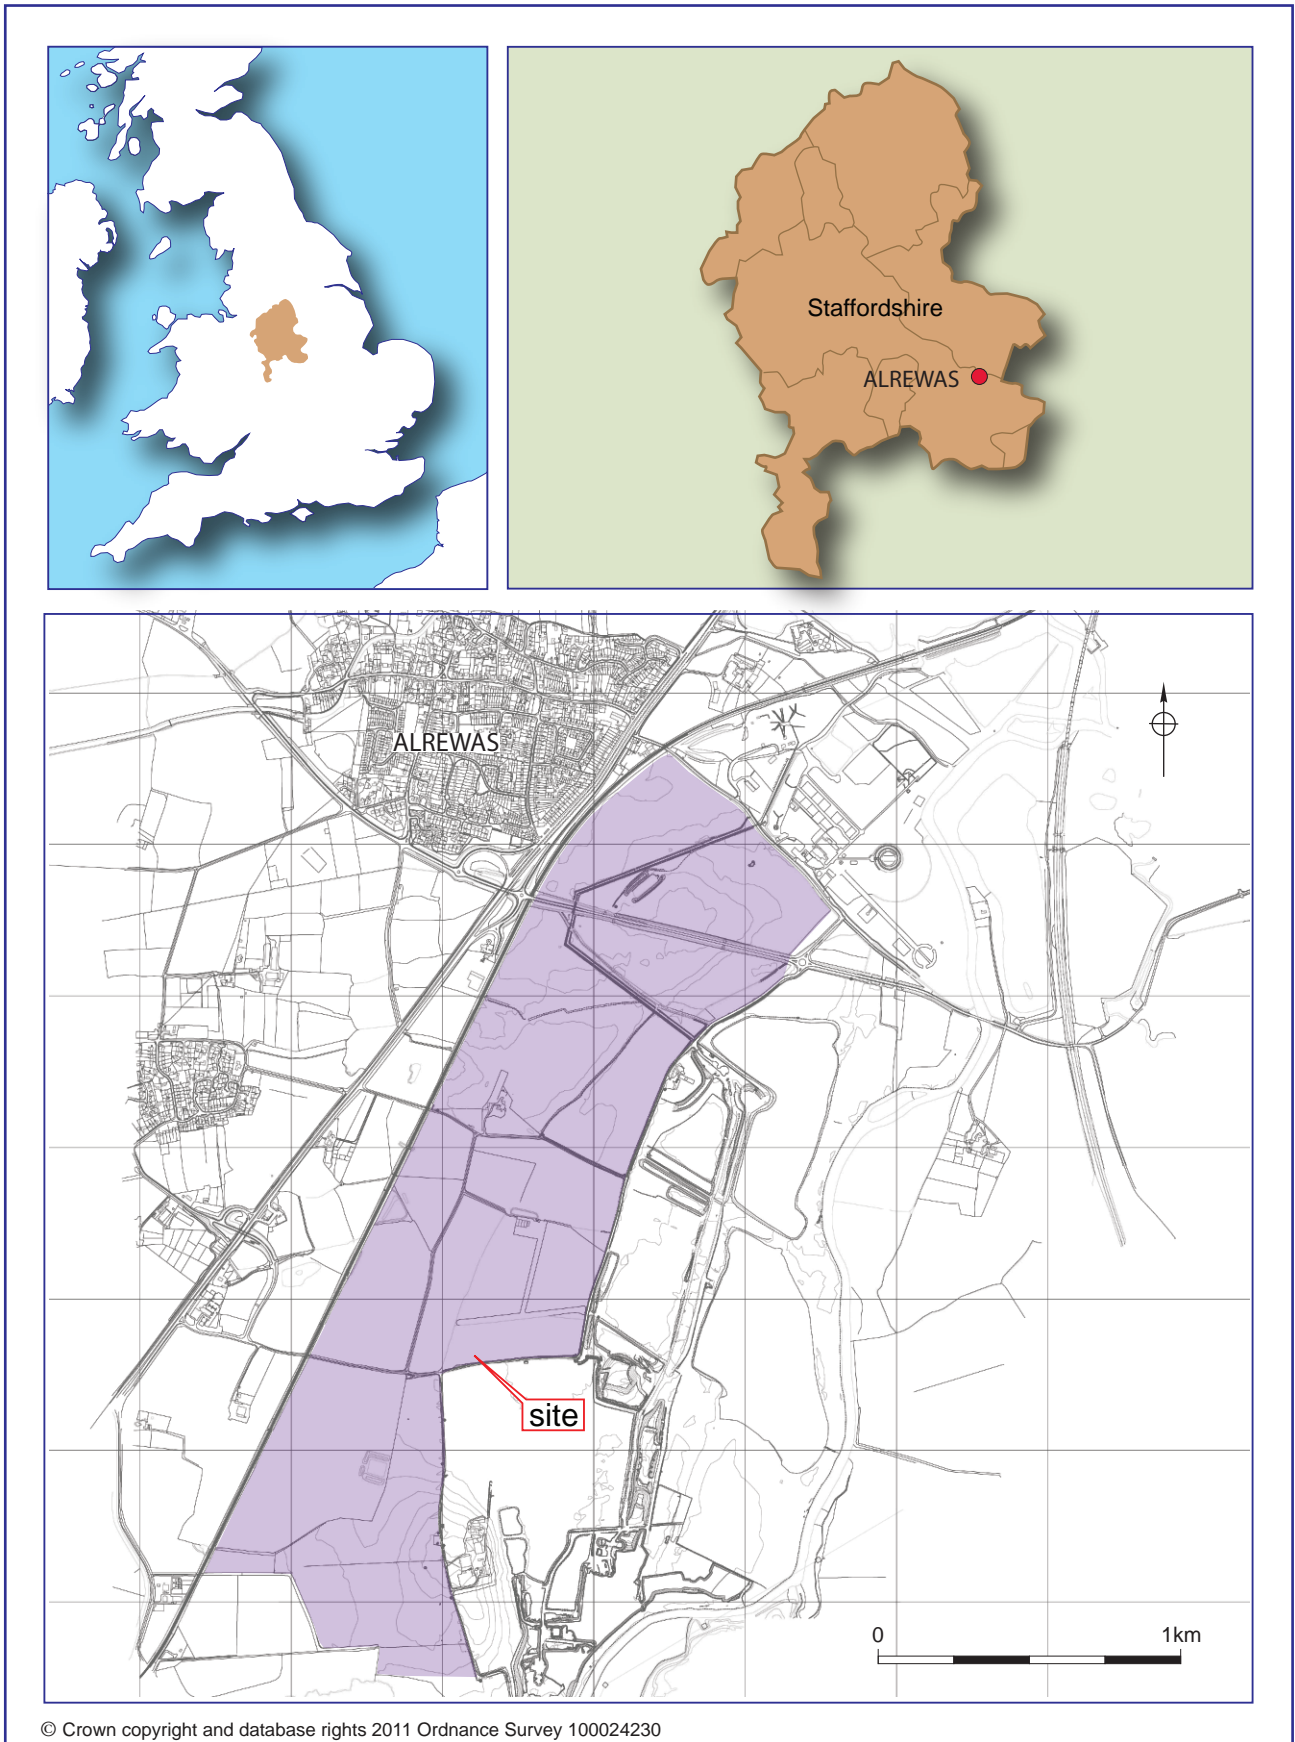 Staffordshire
ALREWAS
ALREWAS
site
0 1km
© Crown copyright and database rights 2011 Ordnance Survey 100024230